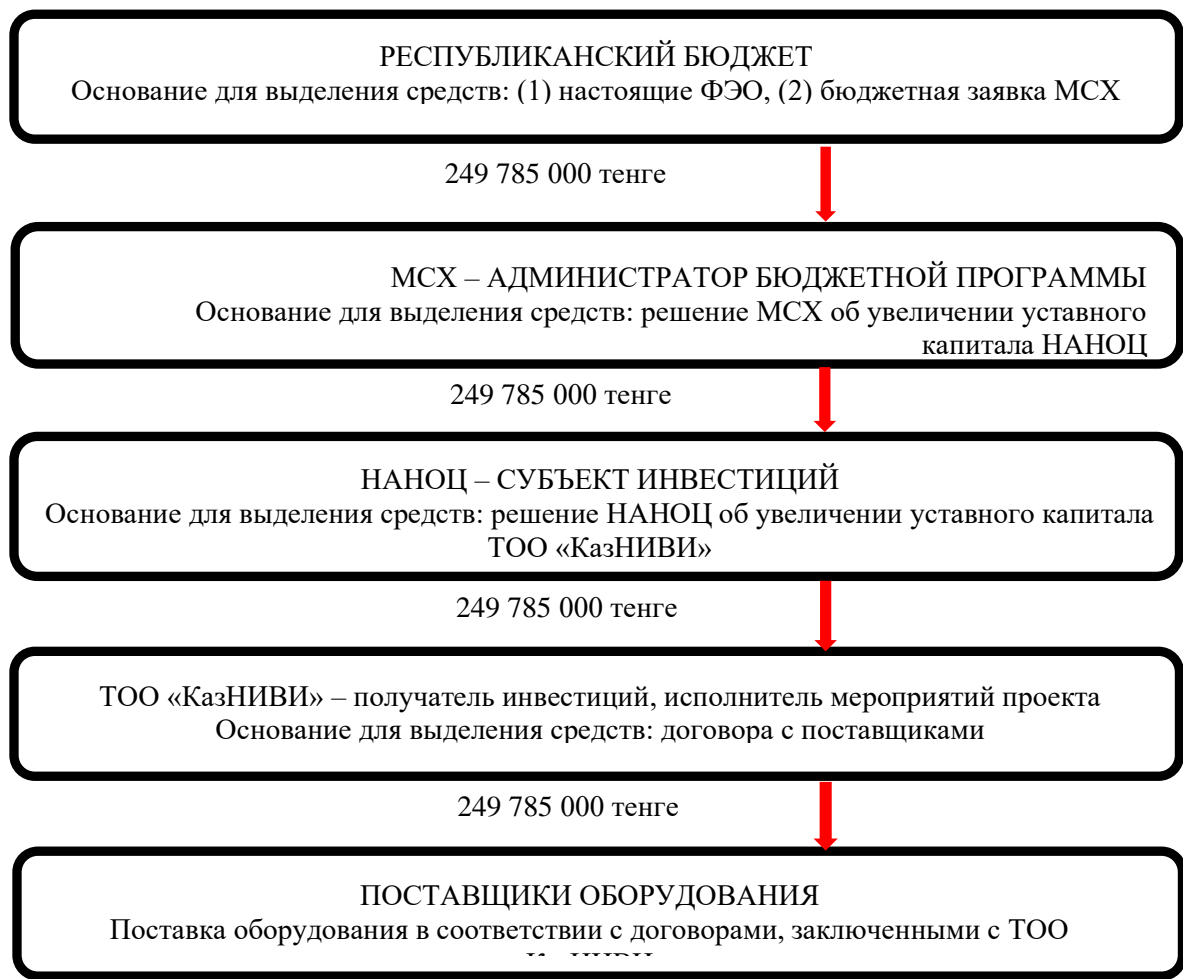 РЕСПУБЛИКАНСКИЙ БЮДЖЕТ
Основание для выделения средств: (1) настоящие ФЭО, (2) бюджетная заявка МСХ
249 785 000 тенге
МСХ – АДМИНИСТРАТОР БЮДЖЕТНОЙ ПРОГРАММЫ
Основание для выделения средств: решение МСХ об увеличении уставного
капитала НАНОЦ
249 785 000 тенге
НАНОЦ – СУБЪЕКТ ИНВЕСТИЦИЙ
Основание для выделения средств: решение НАНОЦ об увеличении уставного капитала
ТОО «КазНИВИ»
249 785 000 тенге
ТОО «КазНИВИ» – получатель инвестиций, исполнитель мероприятий проекта
Основание для выделения средств: договора с поставщиками
249 785 000 тенге
ПОСТАВЩИКИ ОБОРУДОВАНИЯ
Поставка оборудования в соответствии с договорами, заключенными с ТОО